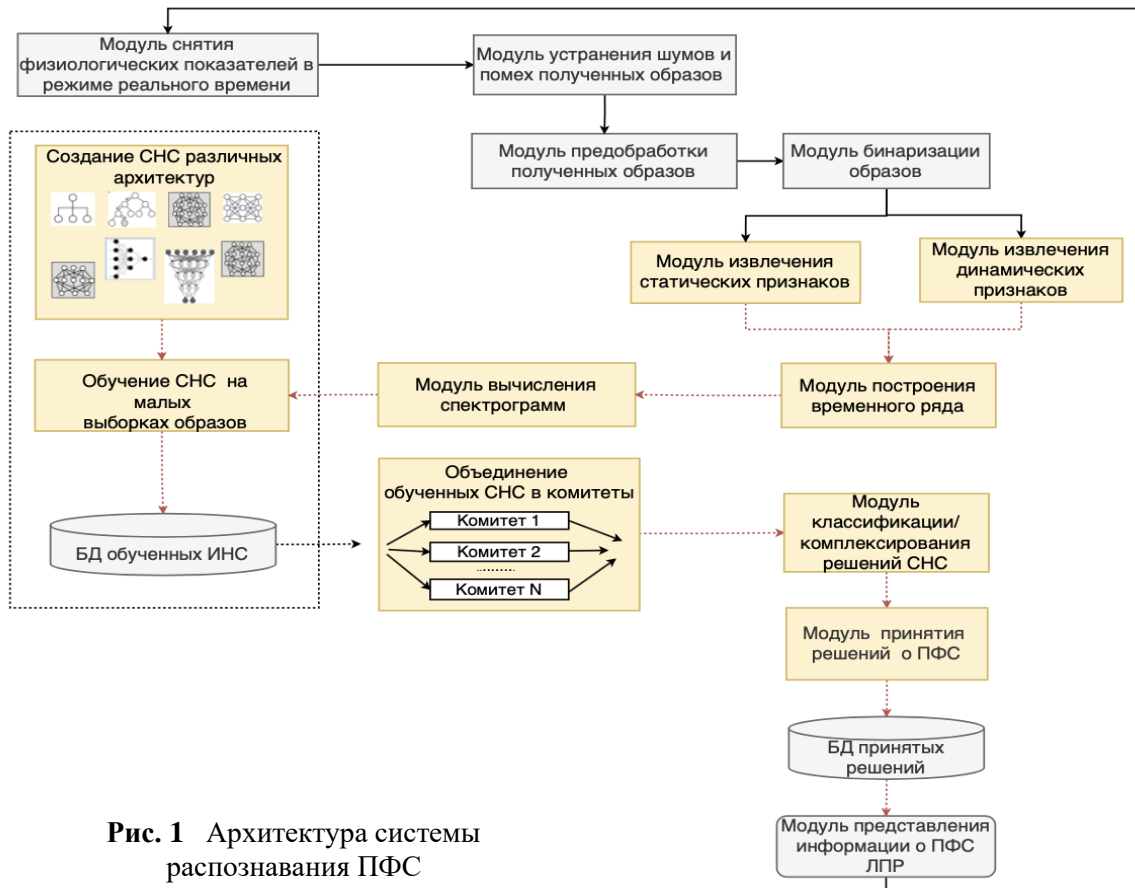 Модуль снятия
физиологических показателей в
режиме реального времени
Модуль устранения шумов и
помех полученных образов
Модуль предобработки
полученных образов
Модуль бинаризации
образов
Создание СНС различных
архитектур
Модуль извлечения
статических признаков
Модуль извлечения
динамических
признаков
Обучение СНС на
малых
выборках образов
Модуль вычисления
спектрограмм
Модуль построения
временного ряда
БД обученных ИНС
Объединение
обученных СНС в комитеты
Комитет 1
Комитет 2
Комитет N
Модуль
классификации/
комплексирования
решений СНС
Модуль принятия
решений о ПФС
БД принятых
решений
Модуль представления
информации о ПФС
ЛПР
Рис. 1 Архитектура системы
распознавания ПФС